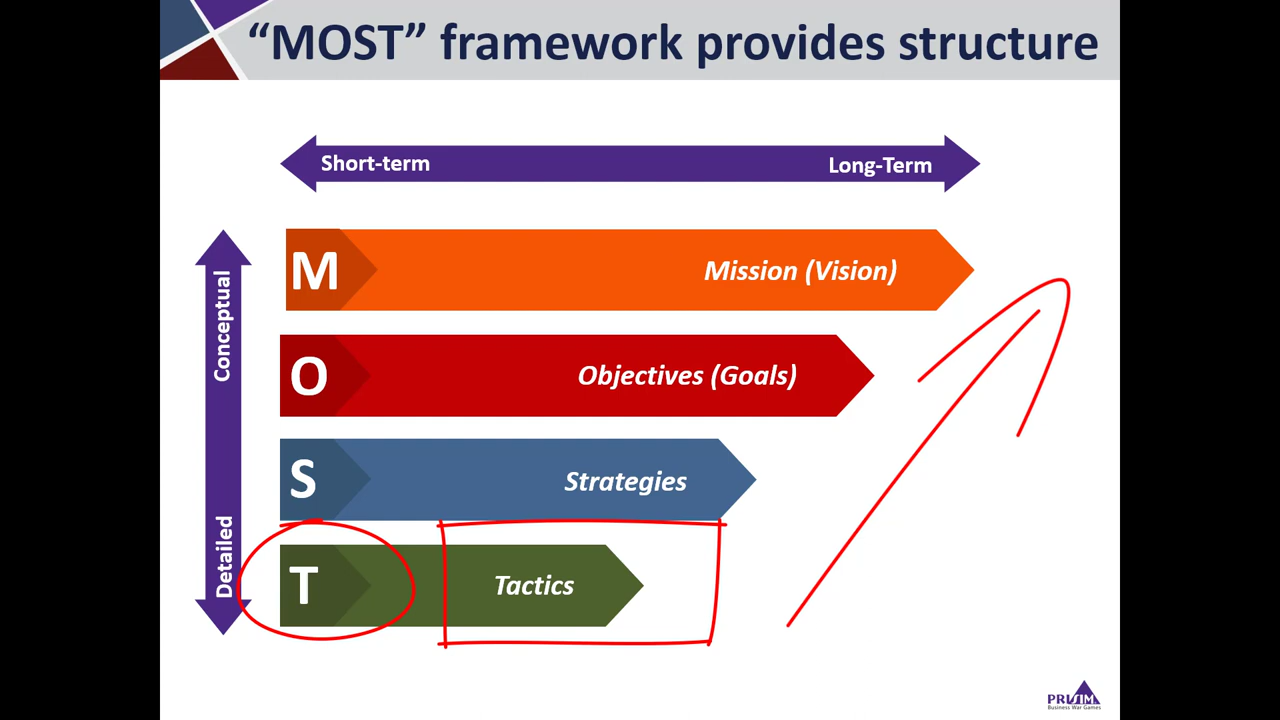 “MOST” framework provides structure
Short-term
Long-Term
Conceptual
Detailed
M
Mission (Vision)
O
Objectives (Goals)
S
Strategies
T
Tactics
PRISIM
Business War Games